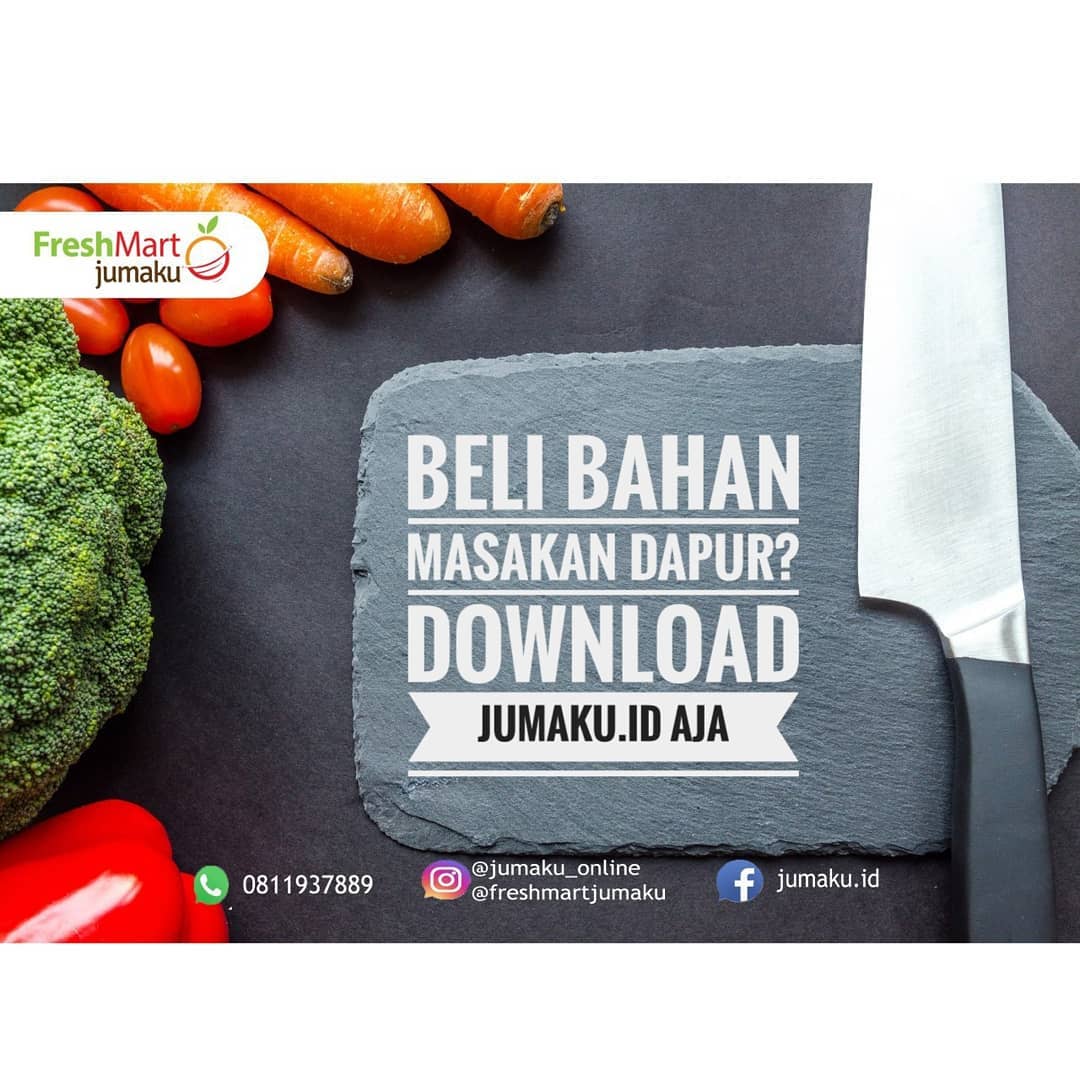 FreshMart
jumaku
BELI BAHAN
MASAKAN DAPUR?
DOWNLOAD
JUMAKU.ID AJA
0811937889
@jumaku_online
@freshmartjumaku
jumaku.id